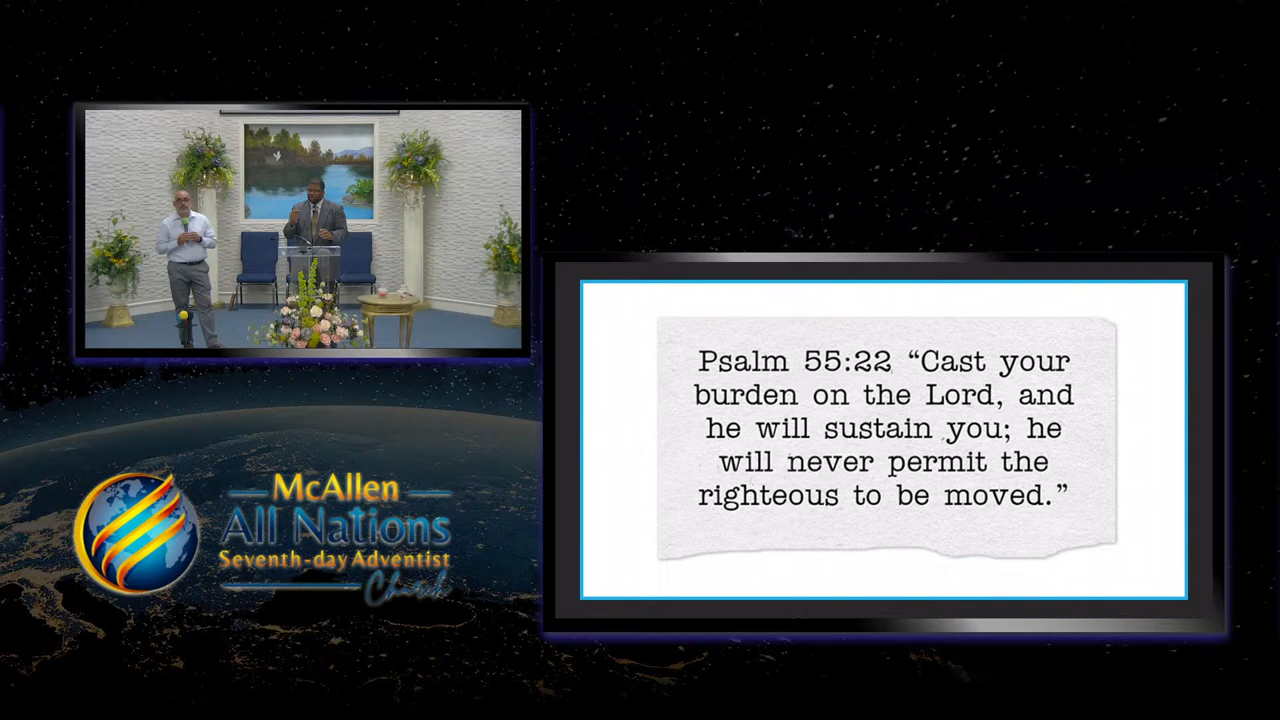 McAllen
All Nations
Seventh-day Adventist
Church
Psalm 55:22 “Cast your
burden on the Lord, and
he will sustain you; he
will never permit the
righteous to be moved.”